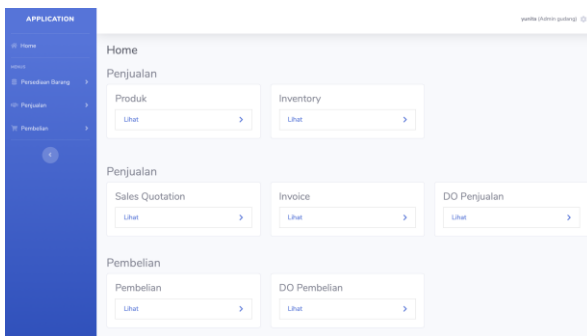 APPLICATION
yunita (Admin gudang)
Home
MENUS
Persediaan Barang
Penjualan
Pembelian
Home
Penjualan
Produk
Inventory
Lihat
Lihat
Penjualan
Sales Quotation
Invoice
DO Penjualan
Lihat
Lihat
Lihat
Pembelian
Pembelian
DO Pembelian
Lihat
Lihat